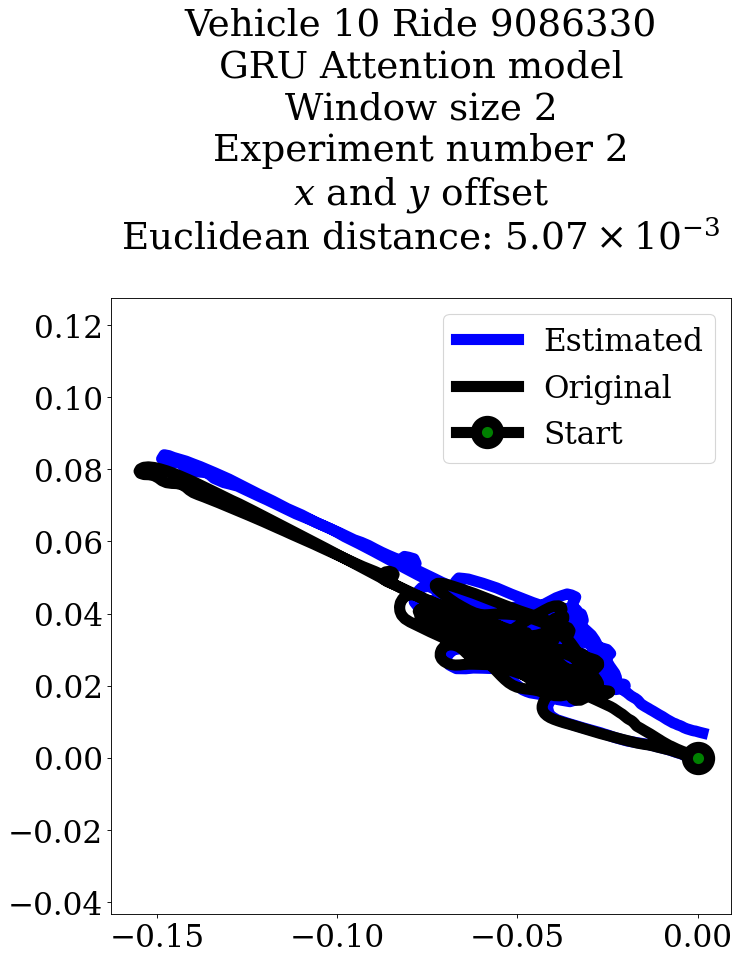 Vehicle 10 Ride 9086330
GRU Attention model
Window size 2
Experiment number 2
x and y offset
Euclidean distance: 5.07 × 10⁻³
Estimated
Original
Start
0.12
0.10
0.08
0.06
0.04
0.02
0.00
−0.02
−0.04
−0.15 −0.10 −0.05 0.00